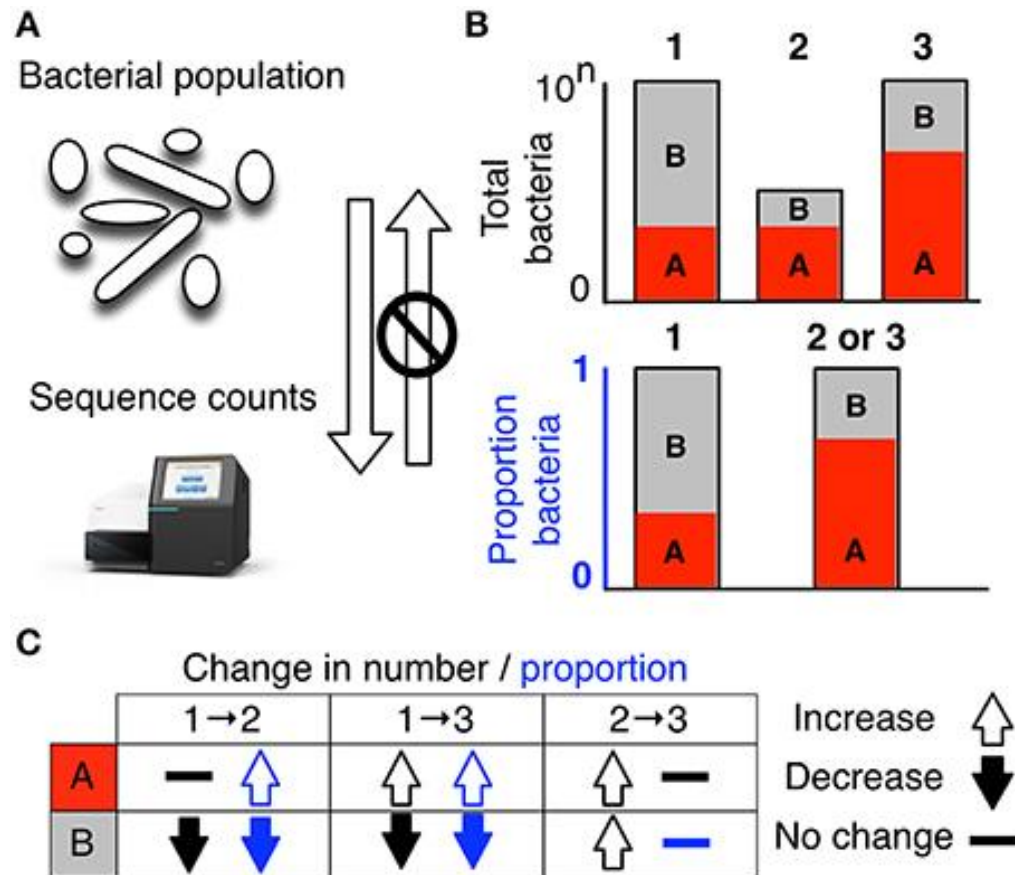 A
Bacterial population
Sequence counts
B
1 2 3
10n
Total
bacteria
0
B B B
A A A
1 2 or 3
1
Proportion
bacteria
0
B B
A A
C
Change in number / proportion
1→2 1→3 2→3
A
B
Increase
Decrease
No change